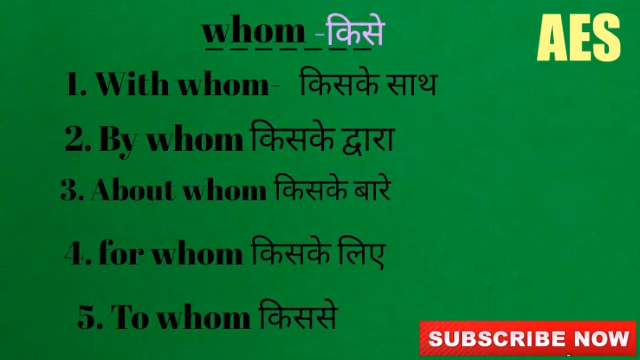 whom -किसे
AES
1. With whom- किसके साथ
2. By whom किसके द्वारा
3. About whom किसके बारे
4. for whom किसके लिए
5. To whom किससे
SUBSCRIBE NOW